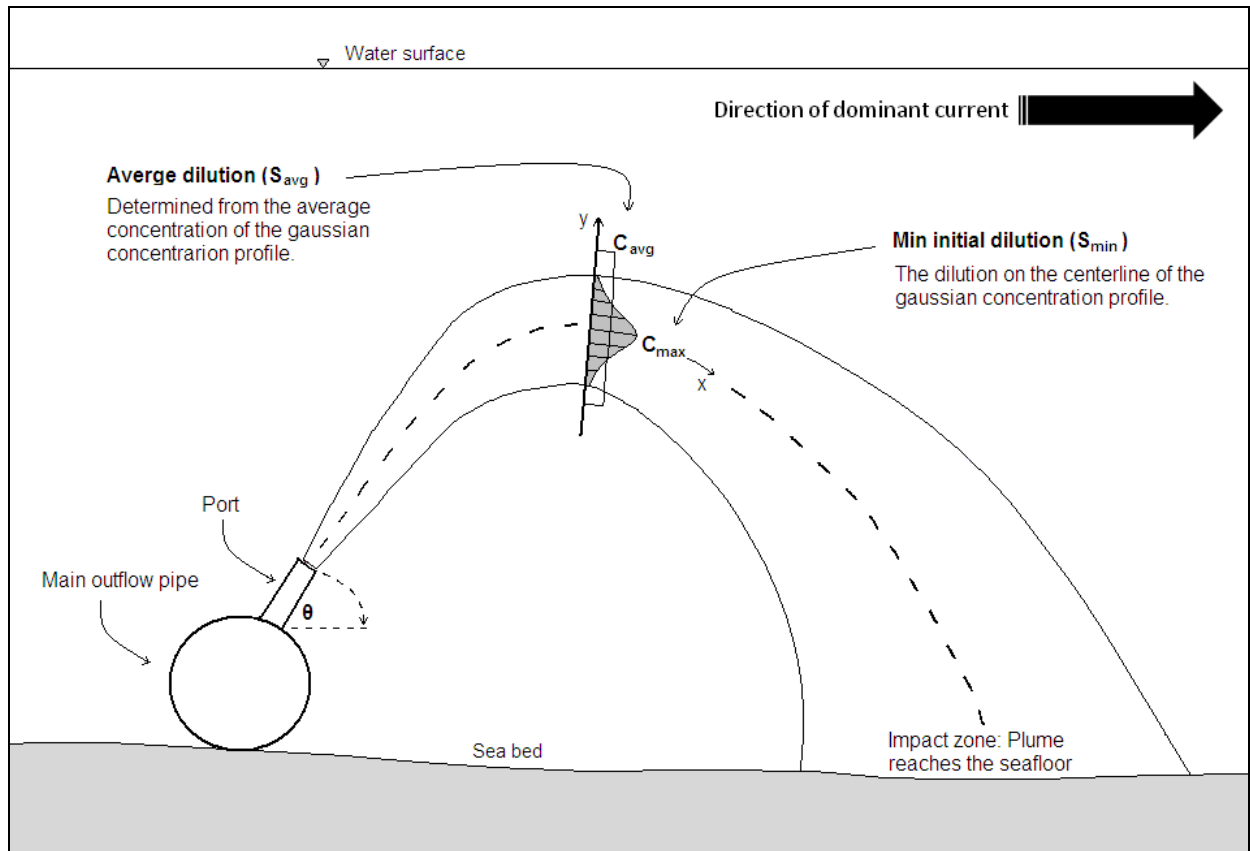 Water surface
Direction of dominant current
Averge dilution (Savg )
Determined from the average
concentration of the gaussian
concentrarion profile.
y
Cavg
Min initial dilution (Smin )
The dilution on the centerline of the
gaussian concentration profile.
Cmax
x
Port
Main outflow pipe
θ
Sea bed
Impact zone: Plume
reaches the seafloor